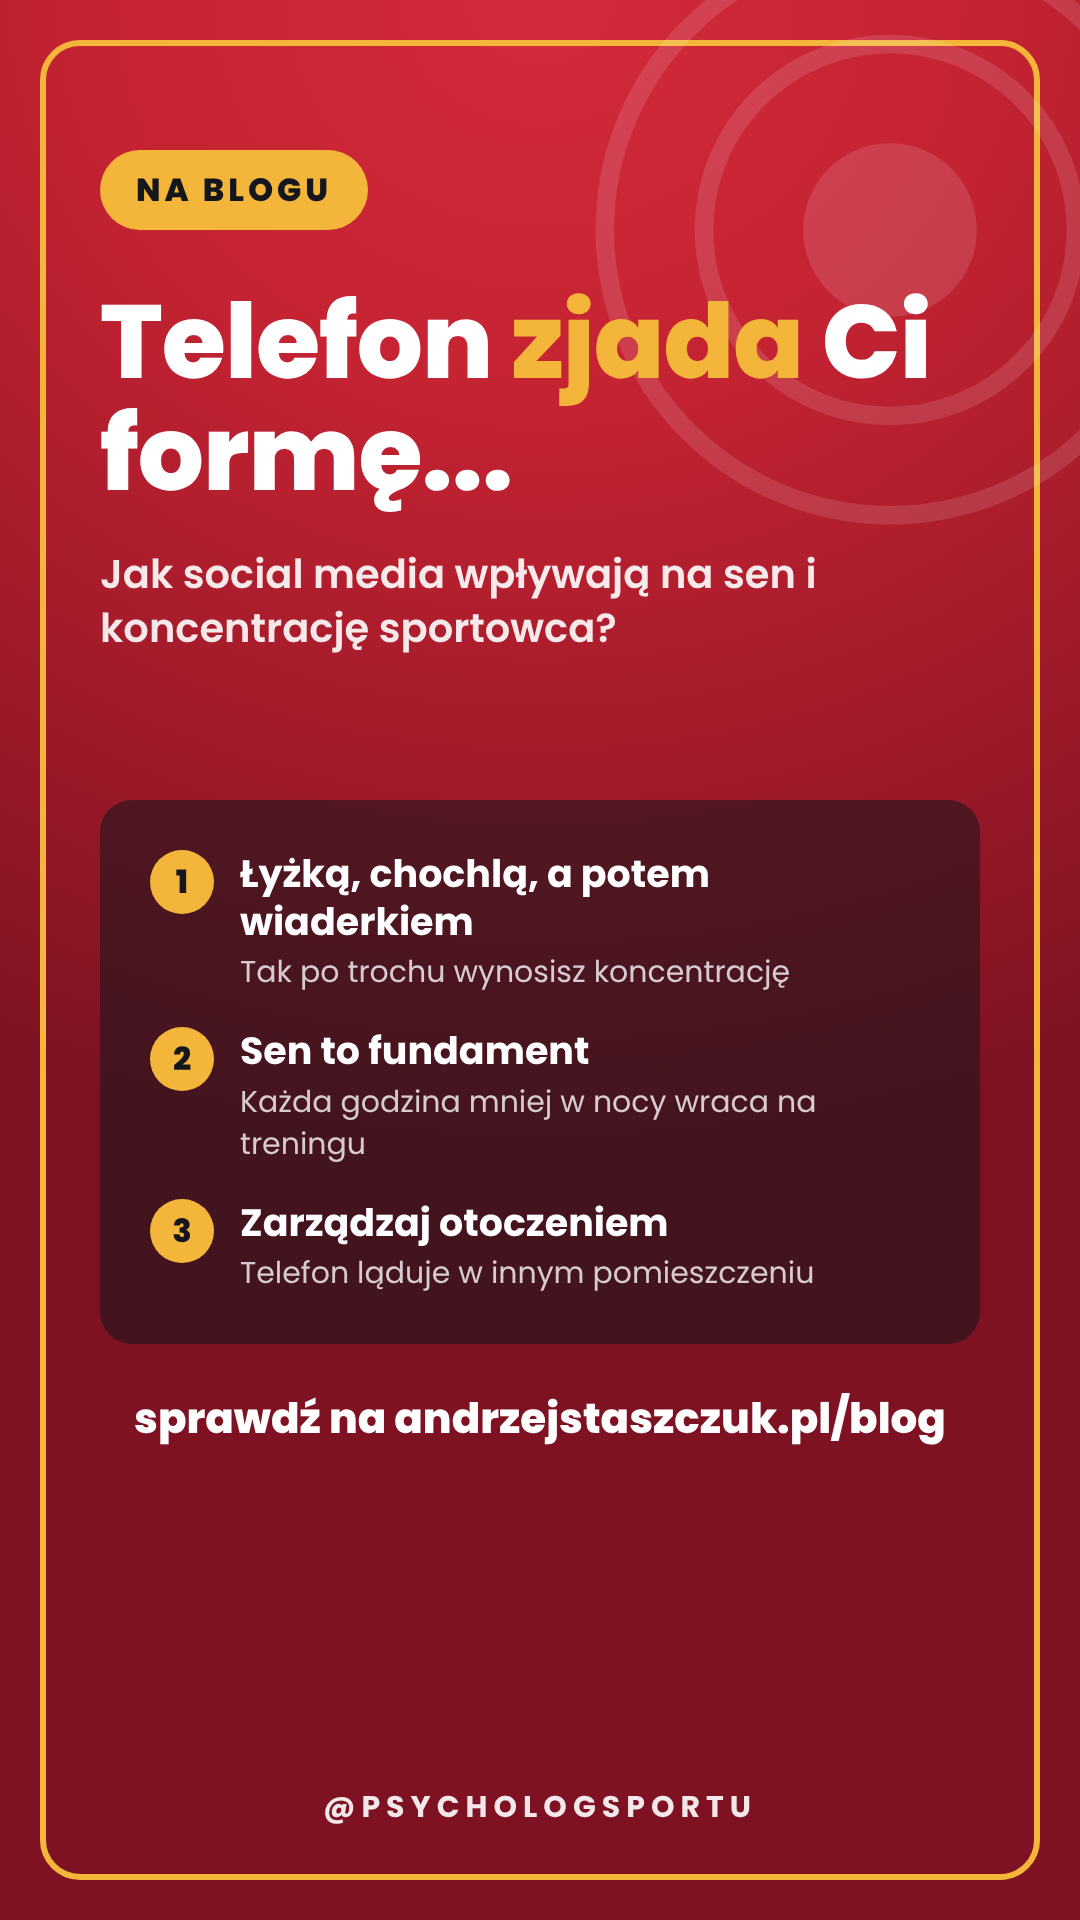 NA BLOGU
Telefon zjada Ci
formę...
Jak social media wpływają na sen i
koncentrację sportowca?
1
Łyżką, chochlą, a potem
wiaderkiem
Tak po trochu wynosisz koncentrację
2
Sen to fundament
Każda godzina mniej w nocy wraca na
treningu
3
Zarządzaj otoczeniem
Telefon ląduje w innym pomieszczeniu
sprawdź na andrzejstaszczuk.pl/blog
@PSYCHOLOGSPORTU